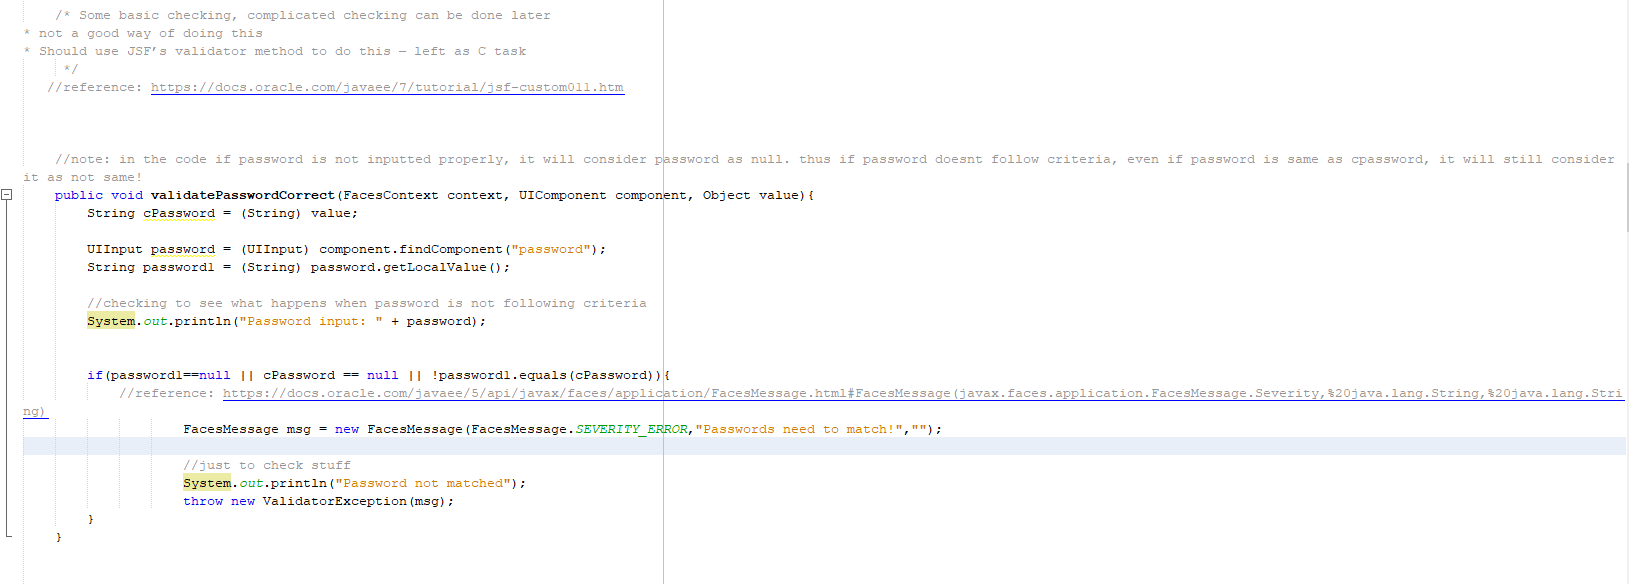 /* Some basic checking, complicated checking can be done later
* not a good way of doing this
* Should use JSF's validator method to do this – left as C task
*/
//reference: https://docs.oracle.com/javaee/7/tutorial/jsf-custom011.htm
//note: in the code if password is not inputted properly, it will consider password as null. thus if password doesnt follow criteria, even if password is same as cpassword, it will still consider
it as not same!
public void validatePasswordCorrect(FacesContext context, UIComponent component, Object value){
String cPassword = (String) value;
UIInput password = (UIInput) component.findComponent("password");
String password1 = (String) password.getLocalValue();
//checking to see what happens when password is not following criteria
System.out.println("Password input: " + password);
if(password1==null || cPassword == null || !password1.equals(cPassword)){
//reference: https://docs.oracle.com/javaee/5/api/javax/faces/application/FacesMessage.html#FacesMessage(javax.faces.application.FacesMessage.Severity,%20java.lang.String,%20java.lang.Stri
ng)
FacesMessage msg = new FacesMessage(FacesMessage.SEVERITY_ERROR,"Passwords need to match!","");
//just to check stuff
System.out.println("Password not matched");
throw new ValidatorException(msg);
}
}